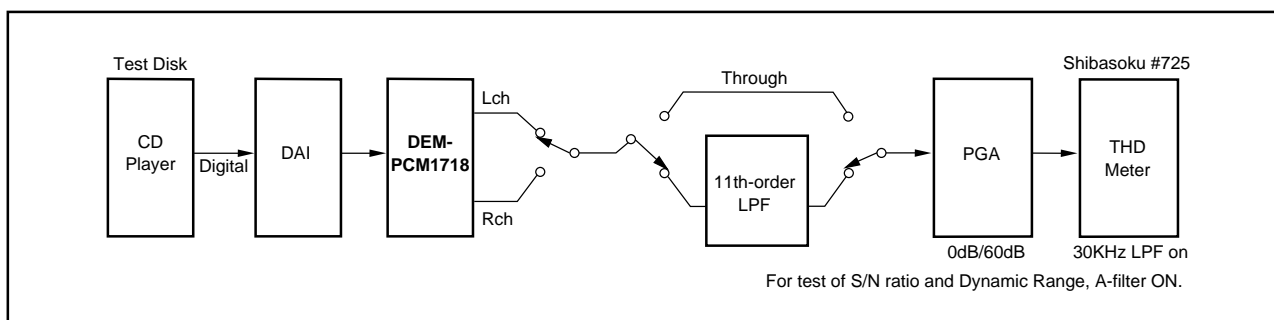 Test Disk
CD
Player
Digital
DAI
DEM-
PCM1718
Lch
Rch
Through
11th-order
LPF
PGA
0dB/60dB
Shibasoku #725
THD
Meter
30KHz LPF on
For test of S/N ratio and Dynamic Range, A-filter ON.